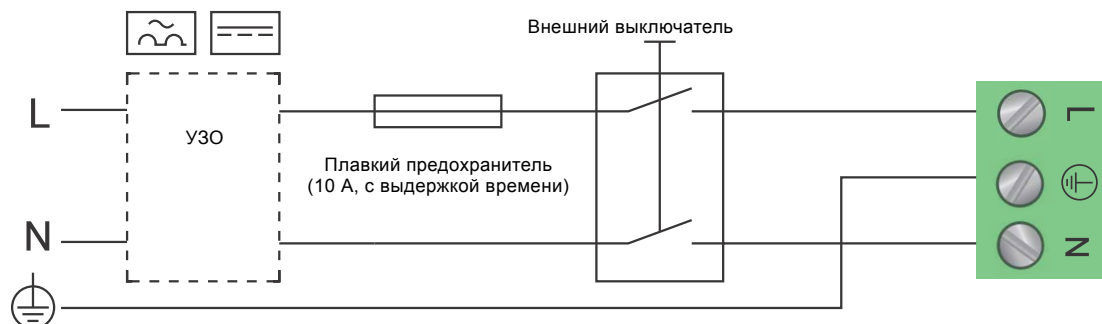 Внешний выключатель
L
УЗО
Плавкий предохранитель
(10 А, с выдержкой времени)
N
L
N